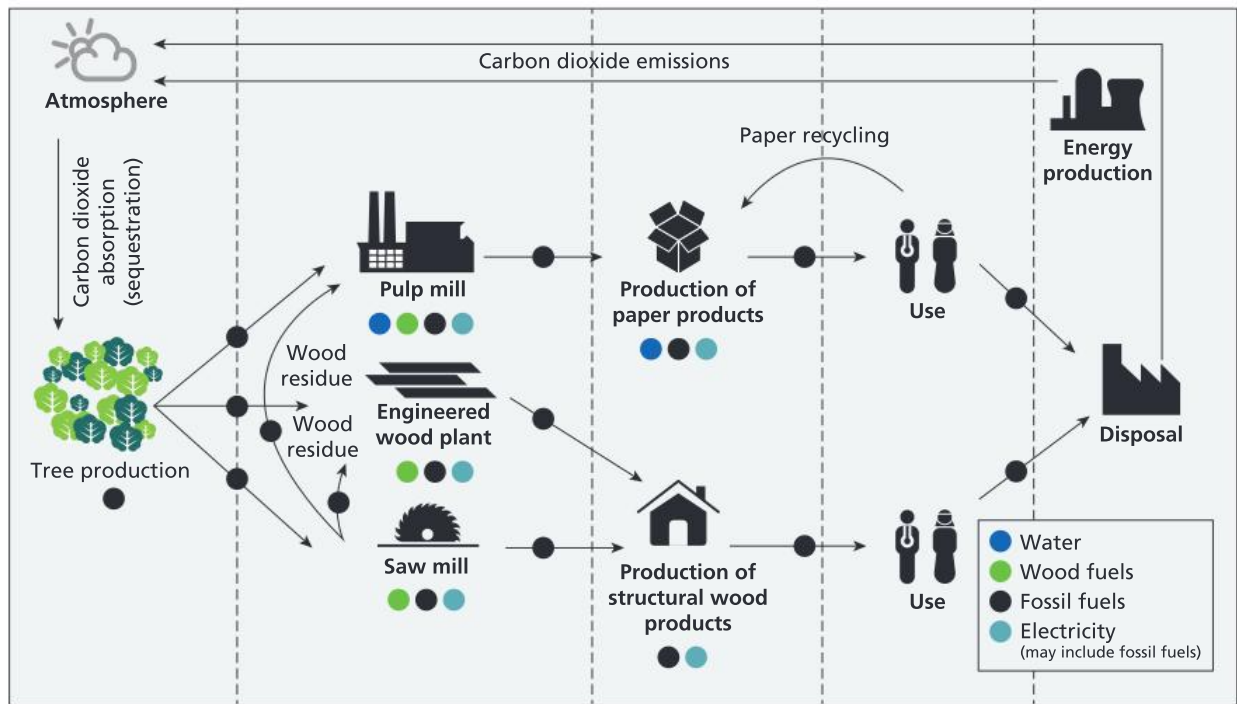 Carbon dioxide emissions
Atmosphere
Energy
production
Paper recycling
Carbon dioxide
absorption
(sequestration)
Pulp mill
Production of
paper products
Use
Wood
residue
Engineered
wood plant
Wood
residue
Tree production
Disposal
Saw mill
Production of
structural wood
products
Use
Water
Wood fuels
Fossil fuels
Electricity
(may include fossil fuels)